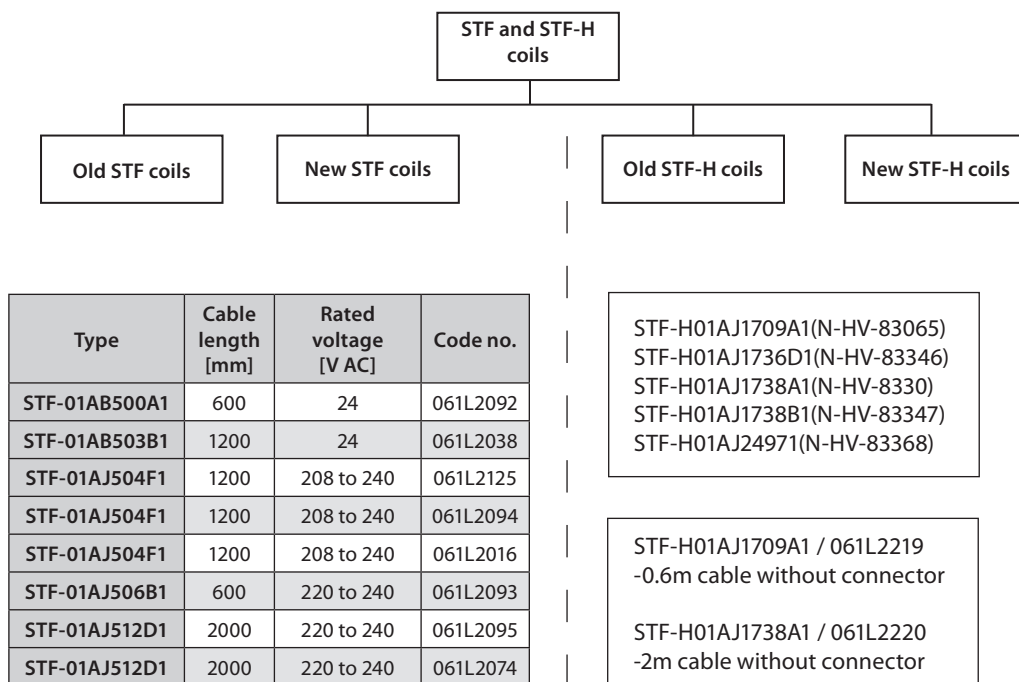 STF and STF-H
coils
Old STF coils
New STF coils
Old STF-H coils
New STF-H coils
Type Cable length [mm] Rated voltage [V AC] Code no.
STF-01AB500A1 600 24 061L2092
STF-01AB503B1 1200 24 061L2038
STF-01AJ504F1 1200 208 to 240 061L2125
STF-01AJ504F1 1200 208 to 240 061L2094
STF-01AJ504F1 1200 208 to 240 061L2016
STF-01AJ506B1 600 220 to 240 061L2093
STF-01AJ512D1 2000 220 to 240 061L2095
STF-01AJ512D1 2000 220 to 240 061L2074
STF-H01AJ1709A1(N-HV-83065)
STF-H01AJ1736D1(N-HV-83346)
STF-H01AJ1738A1(N-HV-8330)
STF-H01AJ1738B1(N-HV-83347)
STF-H01AJ24971(N-HV-83368)
STF-H01AJ1709A1 / 061L2219
-0.6m cable without connector
STF-H01AJ1738A1 / 061L2220
-2m cable without connector